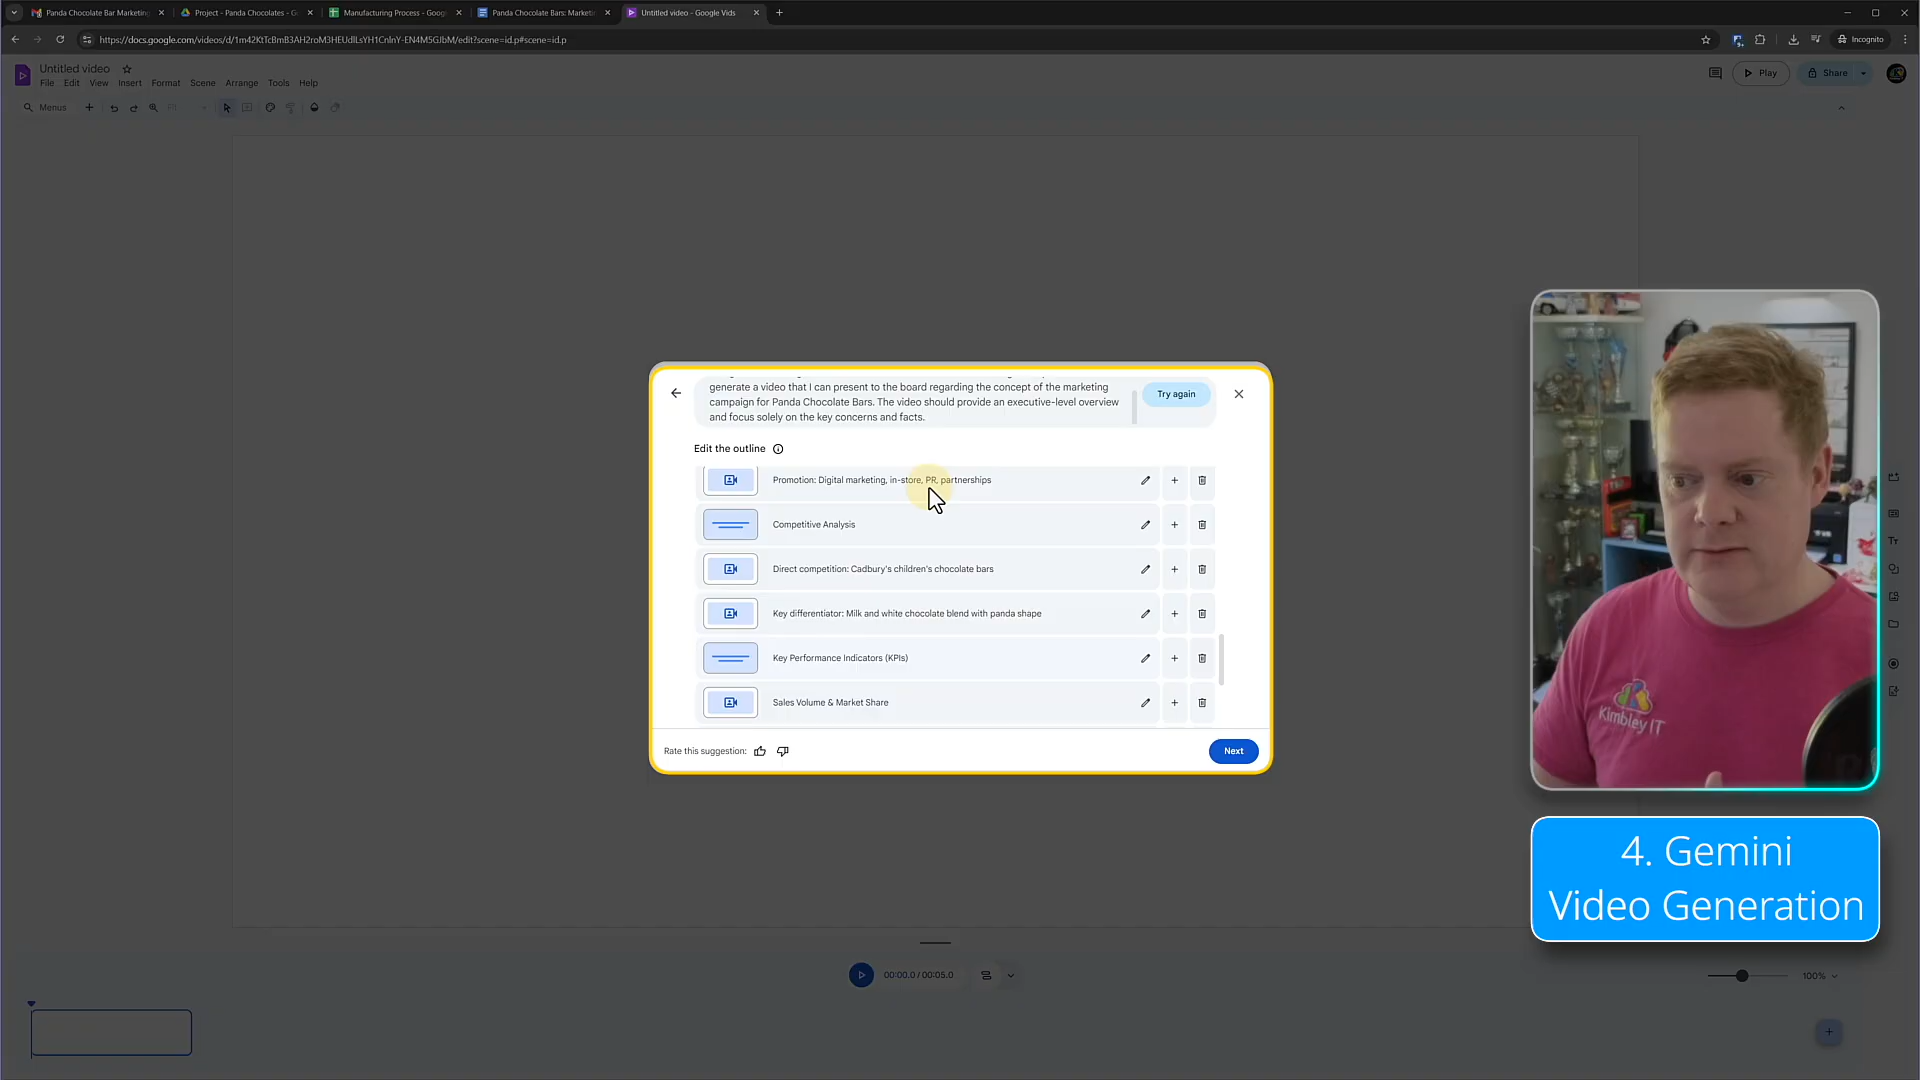 Panda Chocolate Bar Marketing
Project - Panda Chocolates - G
Manufacturing Process - Goog
Panda Chocolate Bars: Marketi
Untitled video - Google Vids
https://docs.google.com/videos/d/1m42KtTcBmB3AH2roM3HEUdlLsYH1CnlnY-EN4M5GJbM/edit?scene=id.p#scene=id.p
Incognito
Untitled video
File Edit View Insert Format Scene Arrange Tools Help
Play
Share
Menus
Fit
generate a video that I can present to the board regarding the concept of the marketing
campaign for Panda Chocolate Bars. The video should provide an executive-level overview
and focus solely on the key concerns and facts.
Try again
Edit the outline
Promotion: Digital marketing, in-store, PR, partnerships
Competitive Analysis
Direct competition: Cadbury's children's chocolate bars
Key differentiator: Milk and white chocolate blend with panda shape
Key Performance Indicators (KPIs)
Sales Volume & Market Share
Rate this suggestion:
Next
Kimbley IT
4. Gemini
Video Generation
00:00.0 / 00:05.0
100%